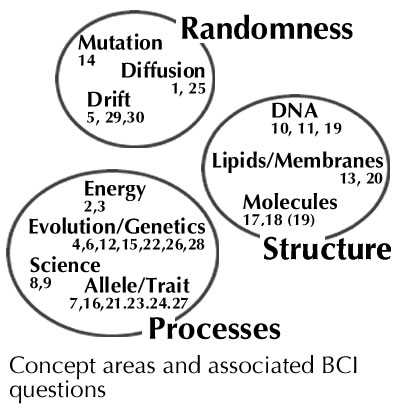 Randomness
Mutation
14
Diffusion
1, 25
Drift
5, 29,30
DNA
10, 11, 19
Lipids/Membranes
13, 20
Molecules
17,18 (19)
Structure
Energy
2,3
Evolution/Genetics
4,6,12,15,22,26,28
Science
8,9
Allele/Trait
7,16,21.23.24.27
Processes
Concept areas and associated BCI
questions